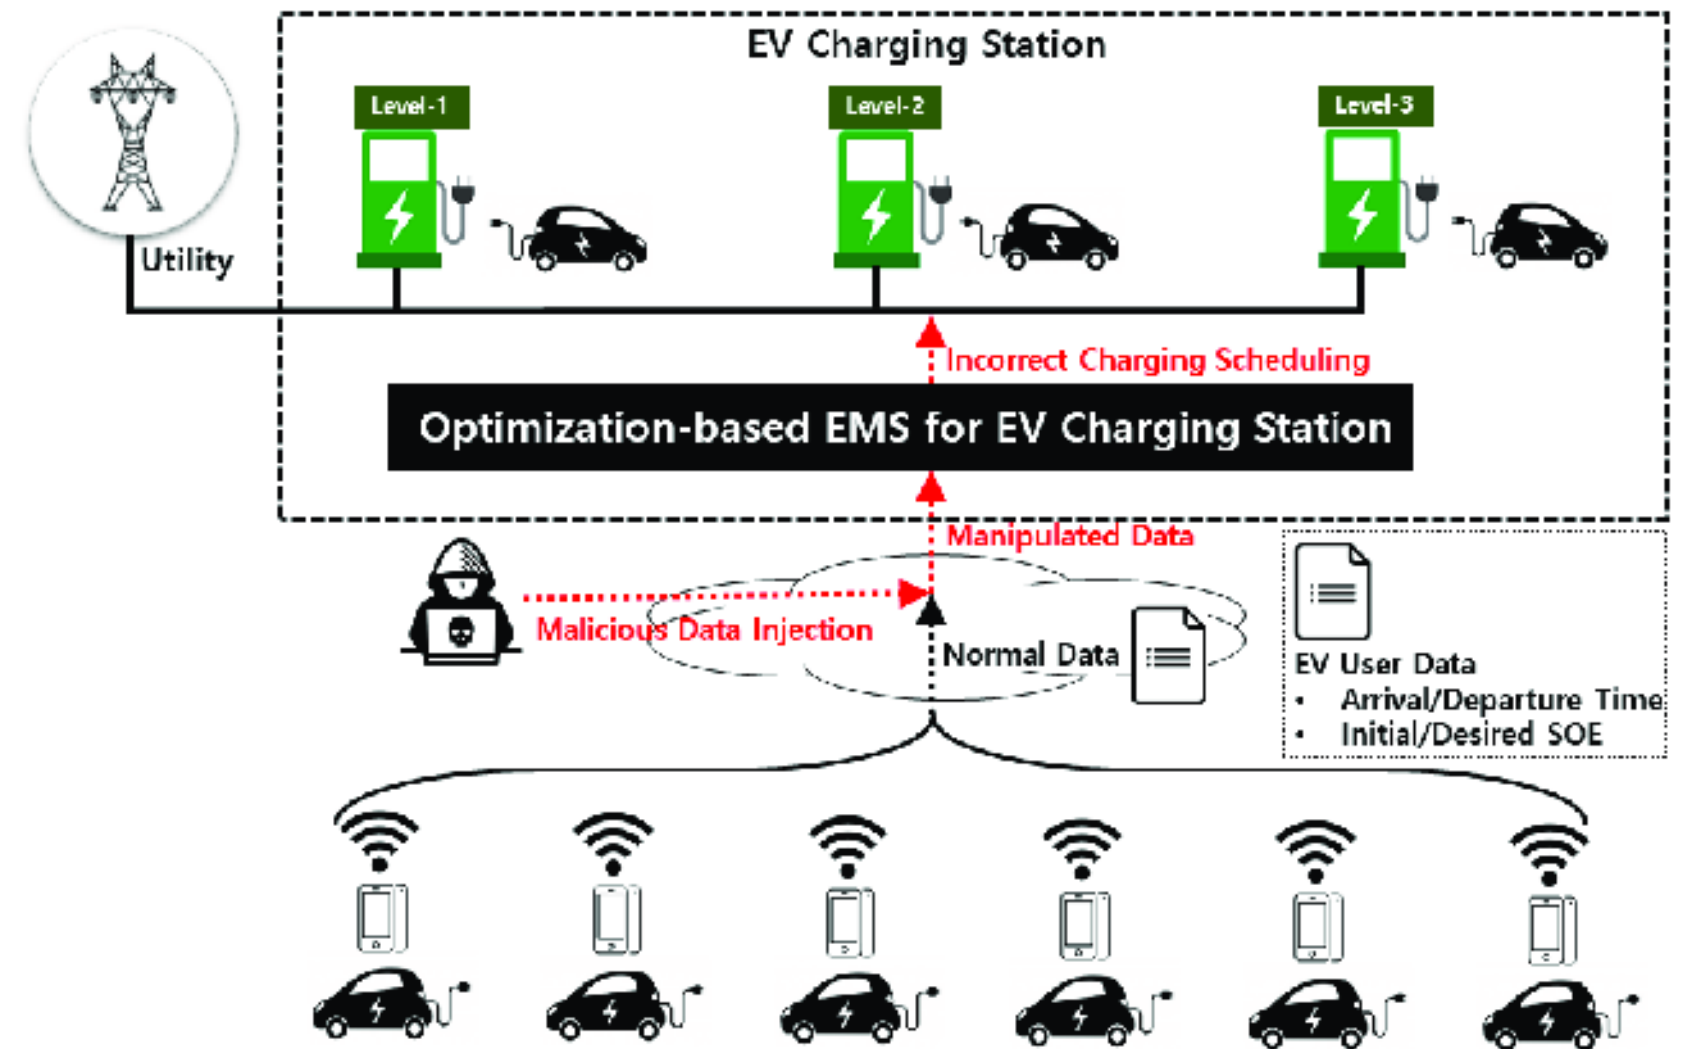 EV Charging Station
Level-1
Level-2
Level-3
Utility
Incorrect Charging Scheduling
Optimization-based EMS for EV Charging Station
Manipulated Data
Malicious Data Injection
Normal Data
EV User Data
• Arrival/Departure Time
• Initial/Desired SOE